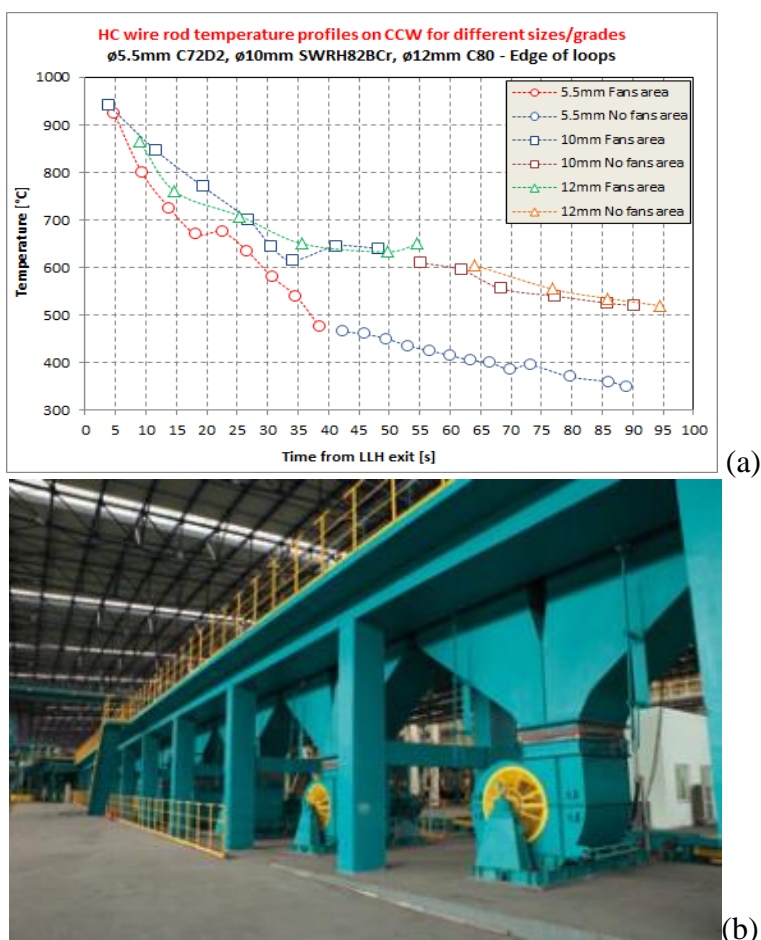 HC wire rod temperature profiles on CCW for different sizes/grades
ø5.5mm C72D2, ø10mm SWRH82BCr, ø12mm C80 - Edge of loops
1000
900
800
700
600
500
400
300
Temperature [°C]
5.5mm Fans area
5.5mm No fans area
10mm Fans area
10mm No fans area
12mm Fans area
12mm No fans area
0 5 10 15 20 25 30 35 40 45 50 55 60 65 70 75 80 85 90 95 100
Time from LLH exit [s]
(a)
(b)